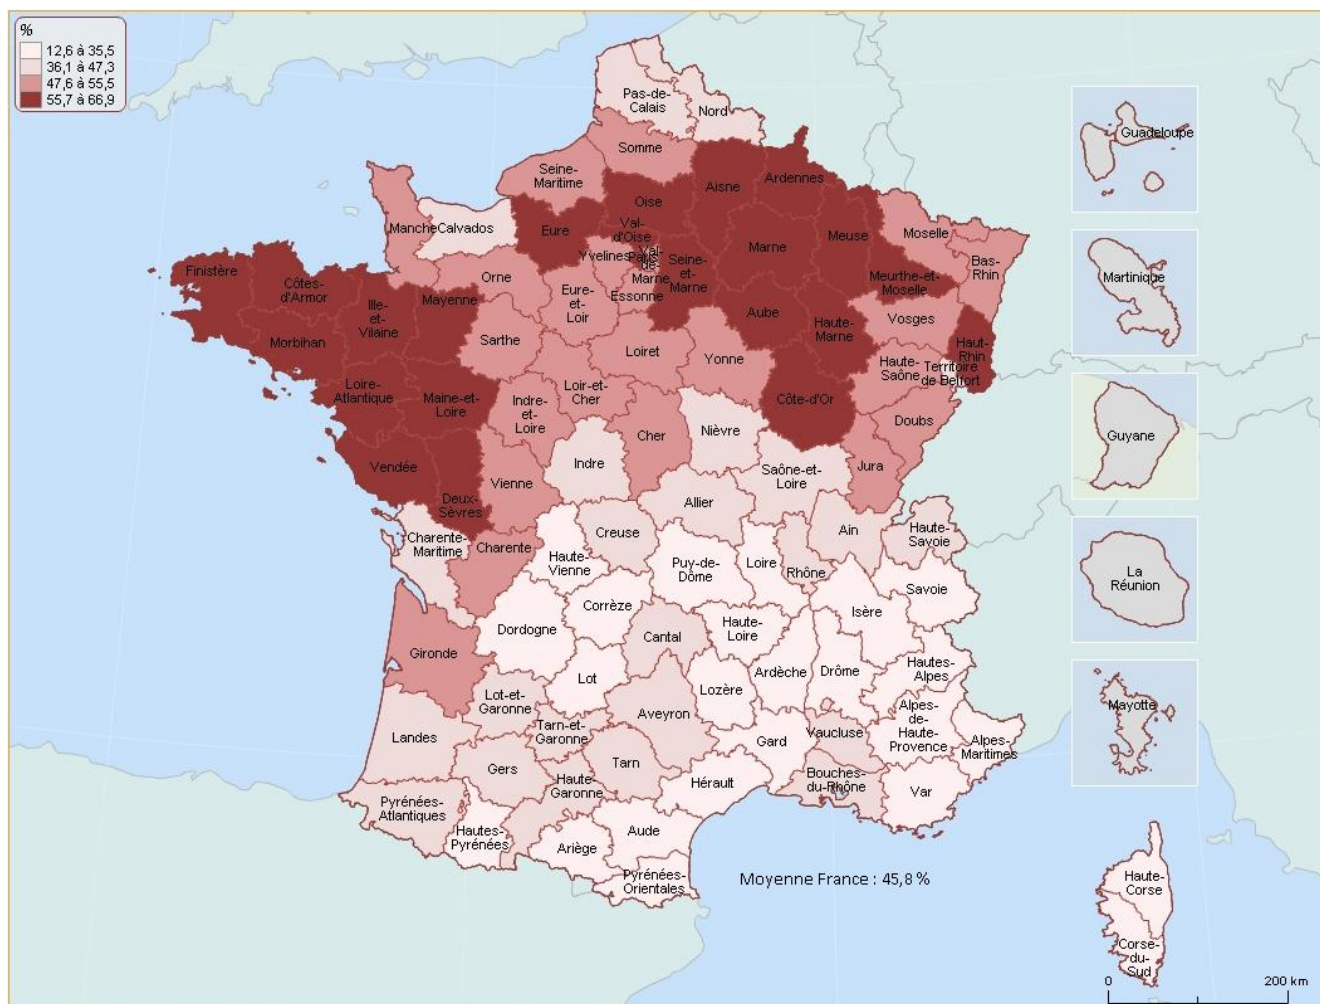 %
12,6 à 35,5
36,1 à 47,3
47,6 à 55,5
55,7 à 66,9
Pas-de-
Calais
Nord
Somme
Seine-
Maritime
Oise
Aisne
Ardennes
Manche
Calvados
Eure
Val-
d'Oise
Yvelines
Paris
Val-
de-
Marne
Essonne
Seine-
et-
Marne
Marne
Meuse
Moselle
Meurthe-et-
Moselle
Bas-
Rhin
Finistère
Côtes-
d'Armor
Ille-
et-
Vilaine
Mayenne
Orne
Eure-
et-
Loir
Aube
Haute-
Marne
Vosges
Haut-
Rhin
Morbihan
Sarthe
Loiret
Yonne
Haute-
Saône
Territoire
de Belfort
Loire-
Atlantique
Maine-et-
Loire
Indre-
et-
Loire
Loir-et-
Cher
Cher
Nièvre
Côte-d'Or
Doubs
Jura
Vendée
Deux-
Sèvres
Vienne
Indre
Allier
Saône-et-
Loire
Charente-
Maritime
Charente
Haute-
Vienne
Creuse
Puy-de-
Dôme
Loire
Rhône
Ain
Haute-
Savoie
Savoie
Isère
Gironde
Dordogne
Corrèze
Cantal
Haute-
Loire
Ardèche
Drôme
Hautes-
Alpes
Lot
Lozère
Lot-et-
Garonne
Tarn-et-
Garonne
Aveyron
Gard
Vaucluse
Alpes-
de-
Haute-
Provence
Alpes-
Maritimes
Landes
Gers
Haute-
Garonne
Tarn
Hérault
Bouches-
du-Rhône
Var
Pyrénées-
Atlantiques
Hautes-
Pyrénées
Ariège
Aude
Pyrénées-
Orientales
Moyenne France : 45,8 %
Guadeloupe
Martinique
Guyane
La
Réunion
Mayotte
Haute-
Corse
Corse-
du-
Sud
0
200 km